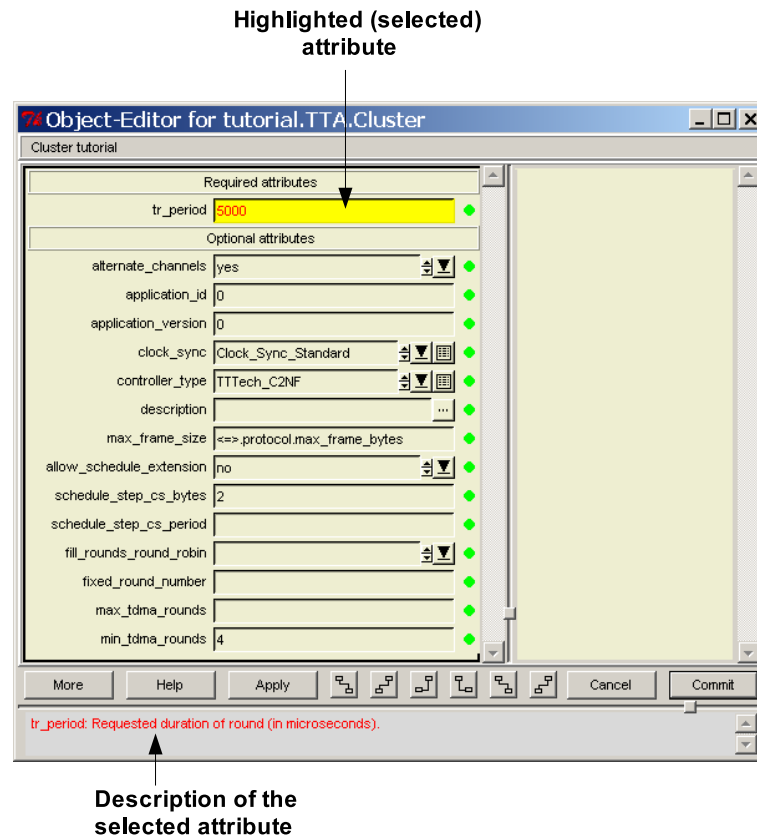 Highlighted (selected)
attribute
Object-Editor for tutorial.TTA.Cluster
Cluster tutorial
Required attributes
tr_period 5000
Optional attributes
alternate_channels yes
application_id 0
application_version 0
clock_sync Clock_Sync_Standard
controller_type TTTech_C2NF
description ...
max_frame_size <=>.protocol.max_frame_bytes
allow_schedule_extension no
schedule_step_cs_bytes 2
schedule_step_cs_period
fill_rounds_round_robin
fixed_round_number
max_tdma_rounds
min_tdma_rounds 4
More Help Apply Cancel Commit
tr_period: Requested duration of round (in microseconds).
Description of the
selected attribute